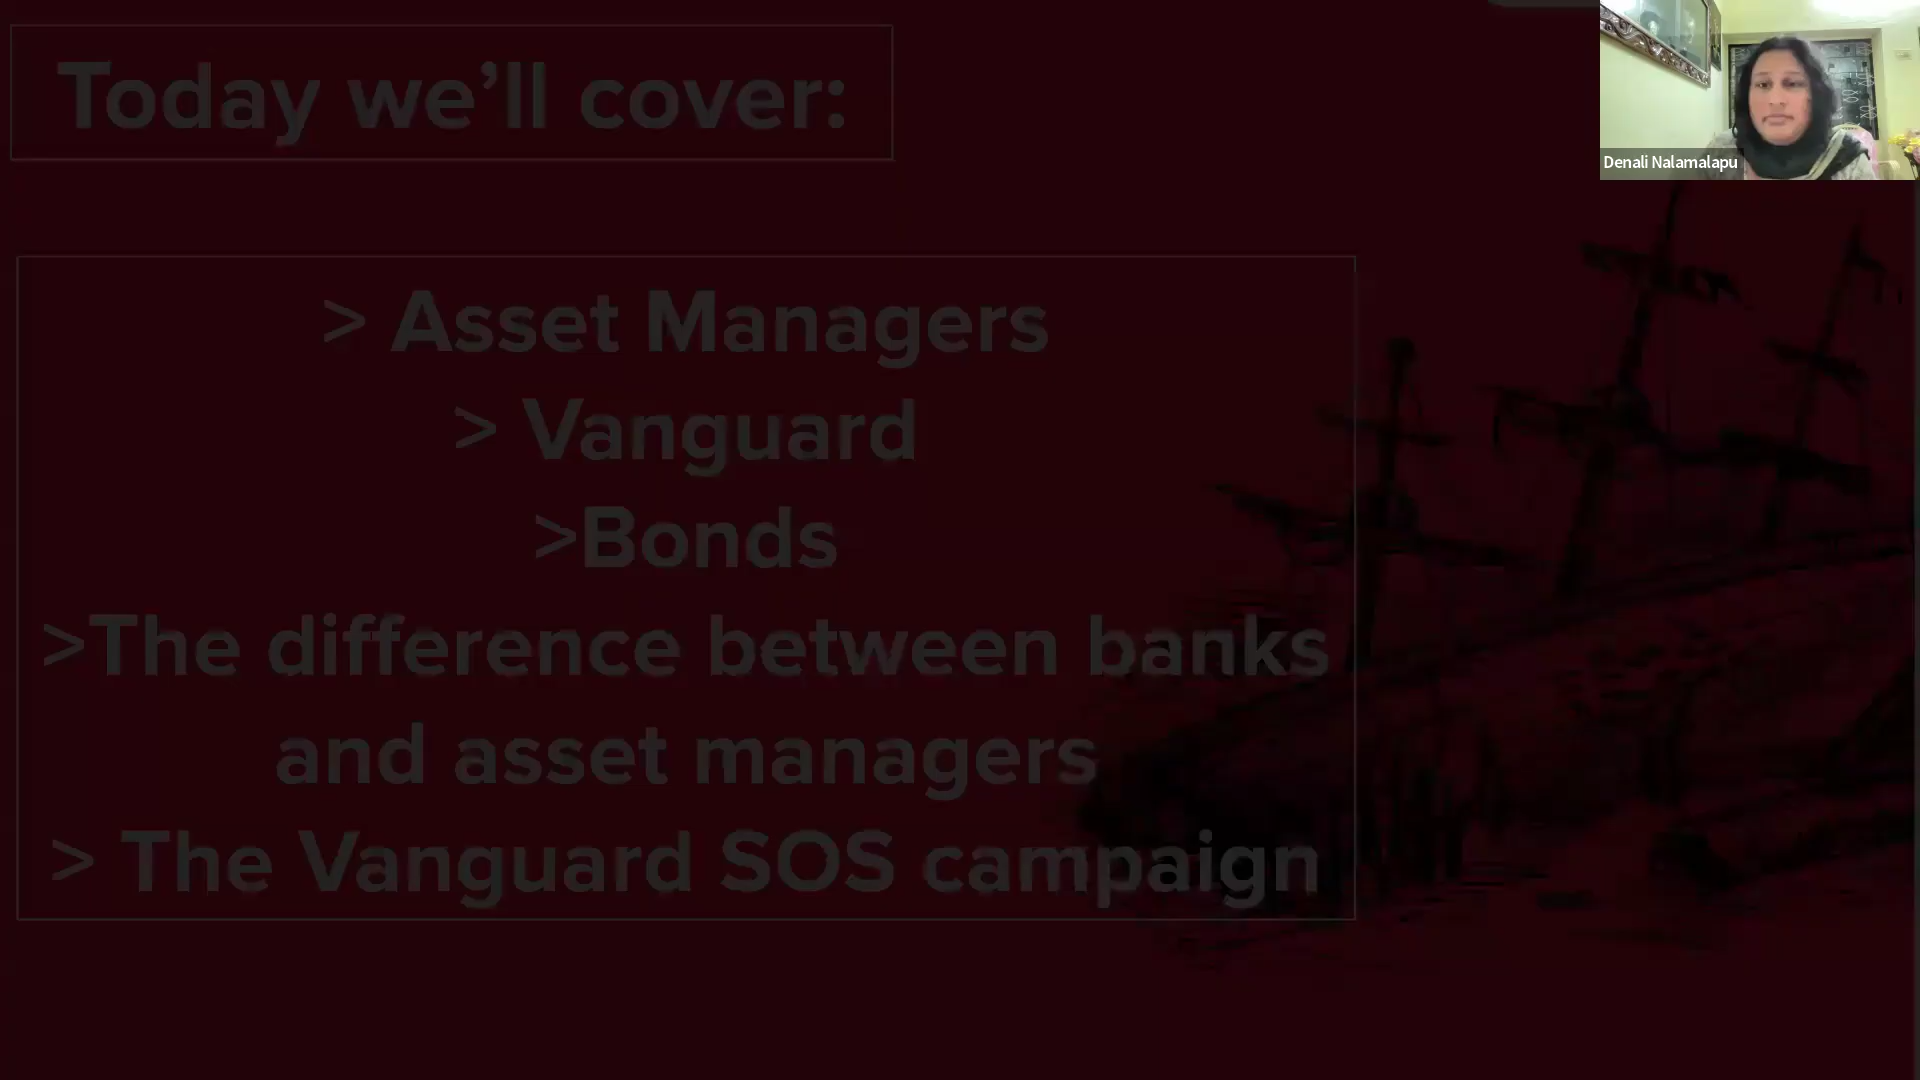 Today we’ll cover:
> Asset Managers
> Vanguard
>Bonds
>The difference between banks
and asset managers
> The Vanguard SOS campaign
Denali Nalamalapu